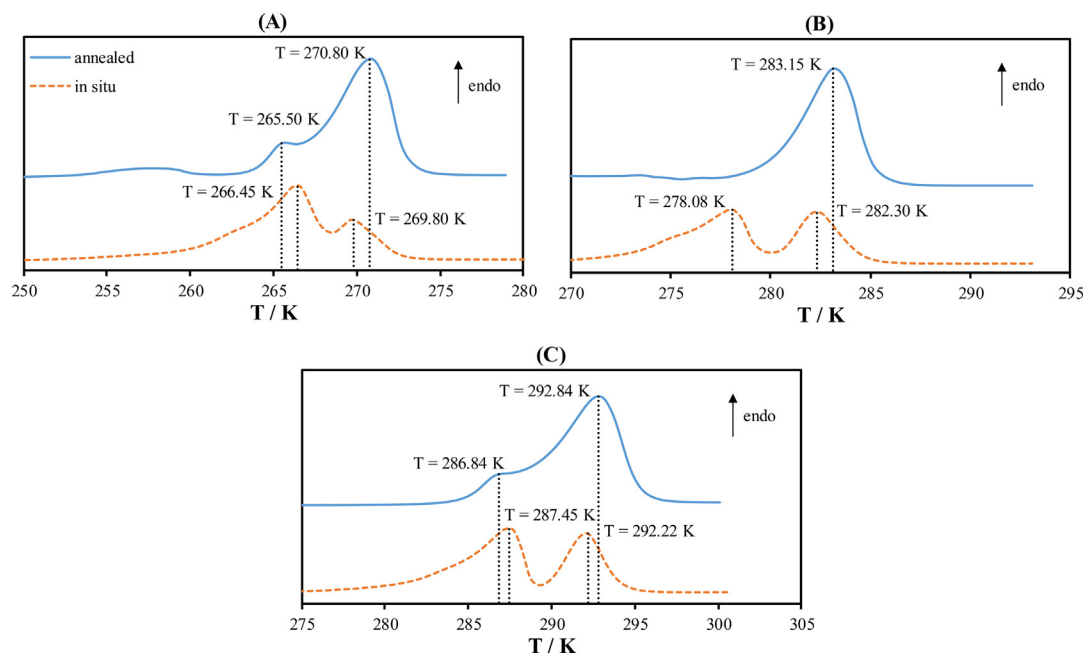 (A)
annealed
in situ
T = 270.80 K
endo
T = 265.50 K
T = 266.45 K
T = 269.80 K
250 255 260 265 270 275 280
T / K
(B)
T = 283.15 K
endo
T = 278.08 K
T = 282.30 K
270 275 280 285 290 295
T / K
(C)
T = 292.84 K
endo
T = 286.84 K
T = 287.45 K
T = 292.22 K
275 280 285 290 295 300 305
T / K